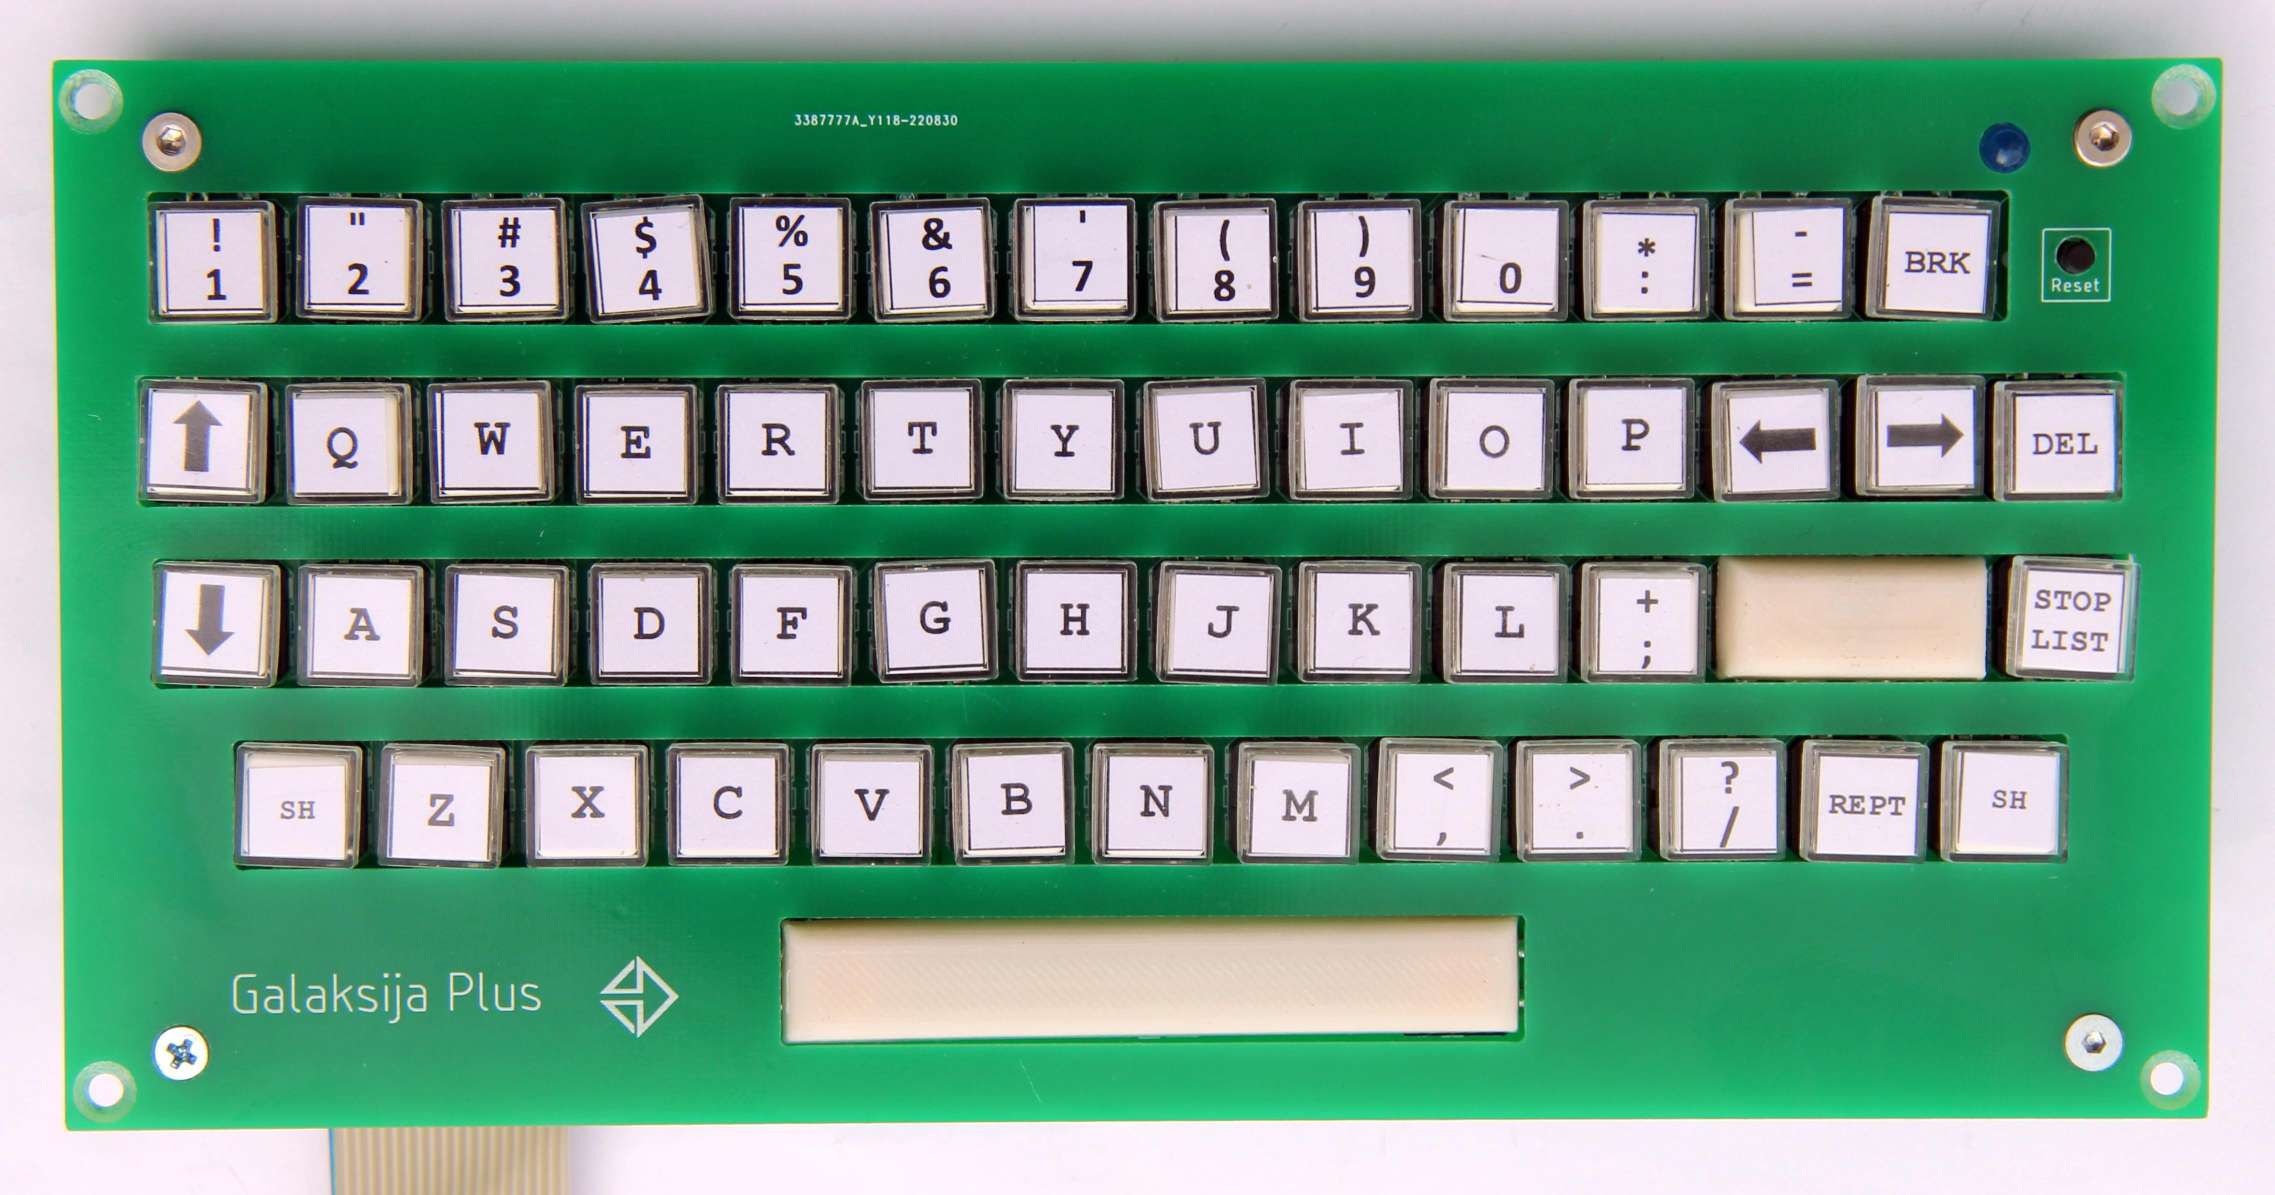 3387777A_Y118-220830
! " # $ % & ' ( ) * -
1 2 3 4 5 6 7 8 9 0 : = BRK
Reset
Q W E R T Y U I O P DEL
A S D F G H J K L + ; STOP
LIST
SH Z X C V B N M < , > . ? / REPT SH
Galaksija Plus